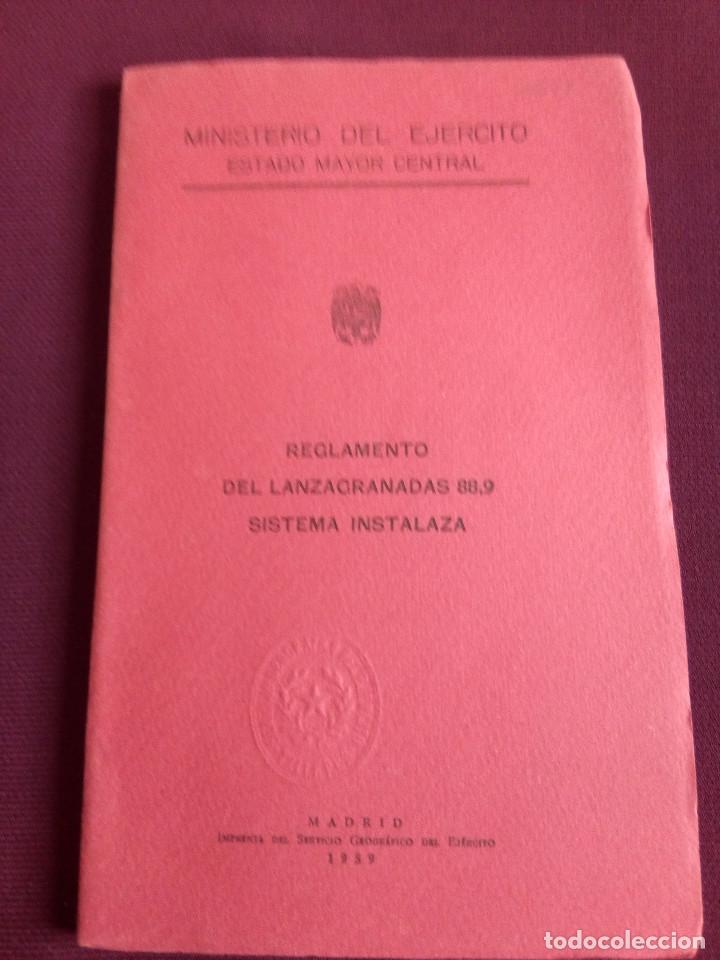 MINISTERIO DEL EJERCITO
ESTADO MAYOR CENTRAL
REGLAMENTO
DEL LANZAGRANADAS 88,9
SISTEMA INSTALAZA
MADRID
IMPRENTA DEL SERVICIO GEOGRÁFICO DEL EJÉRCITO
1959
todocoleccion